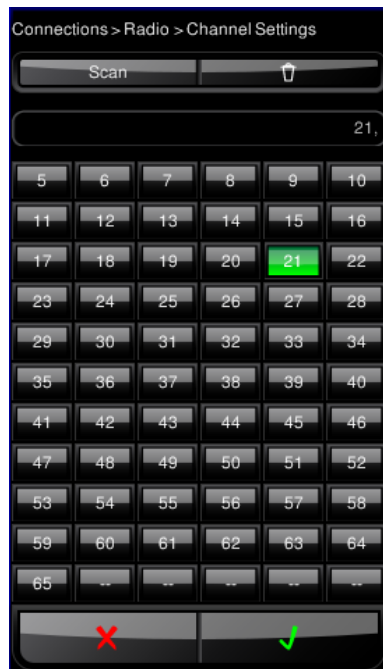 Connections > Radio > Channel Settings
Scan
21,
5 6 7 8 9 10
11 12 13 14 15 16
17 18 19 20 21 22
23 24 25 26 27 28
29 30 31 32 33 34
35 36 37 38 39 40
41 42 43 44 45 46
47 48 49 50 51 52
53 54 55 56 57 58
59 60 61 62 63 64
65 -- -- -- -- --